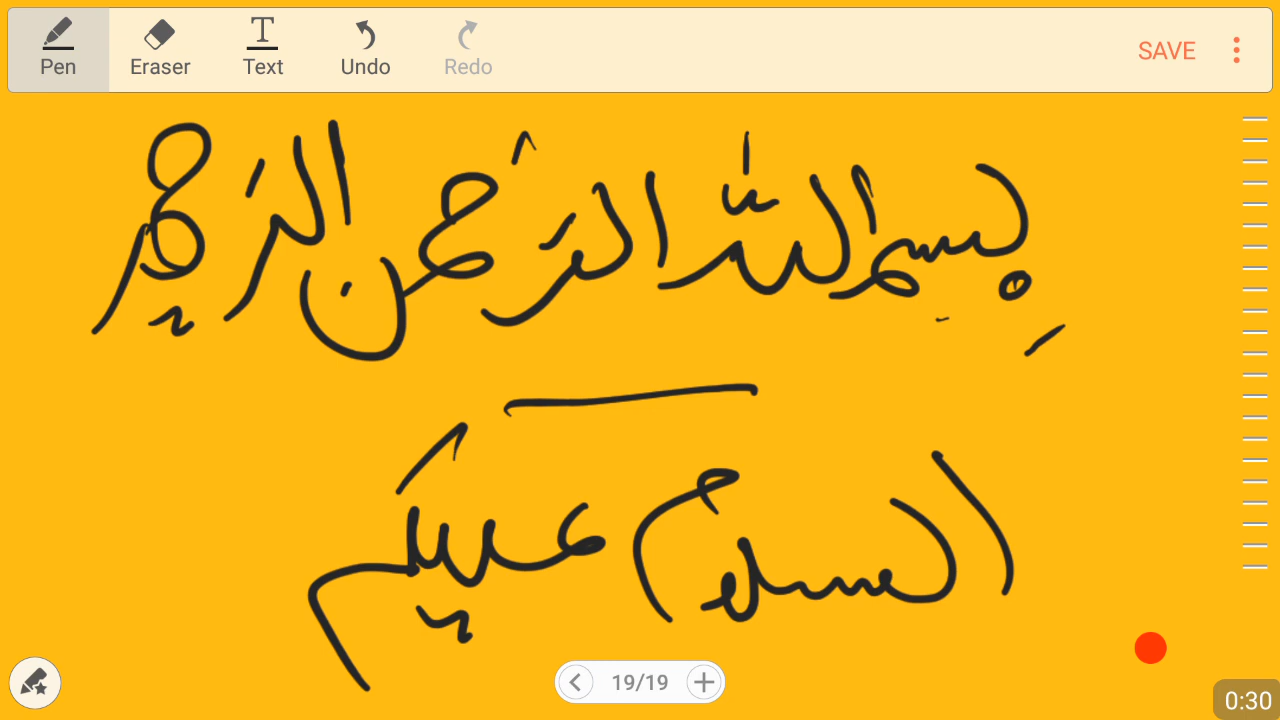 Pen Eraser Text Undo Redo SAVE
بسم الله الرحمن الرحيم
السلام عليكم
19/19
0:30